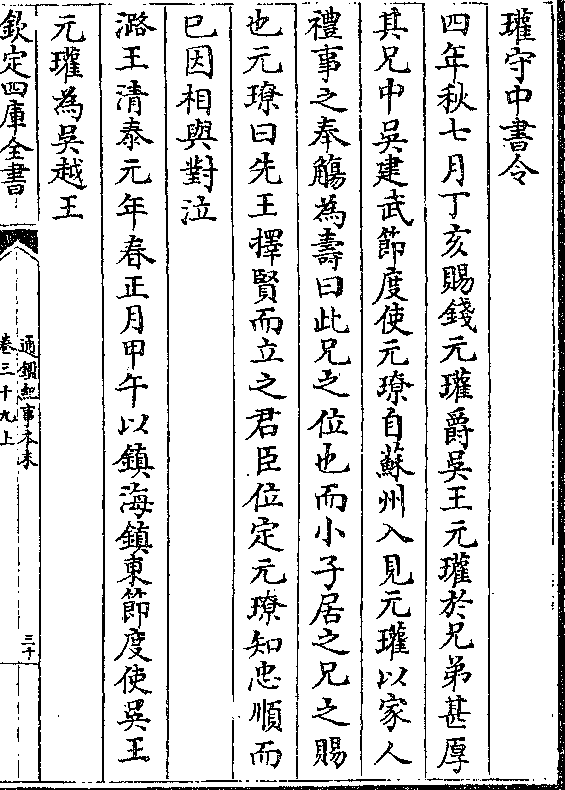 瓘守中書令
四年秋七月丁亥賜錢元瓘爵吳王元瓘於兄弟甚厚
其兄中吳建武節度使元璙自蘇州入見元瓘以家人
禮事之奉觴為壽曰此兄之位也而小子居之兄之賜
也元璙曰先王擇賢而立之君臣位定元璙知忠順而
已因相與對泣
潞王清泰元年春正月甲午以鎮海鎮東節度使吳王
元瓘為吳越王
欽定四庫全書
通鑑紀事本末
卷三十九上
三十